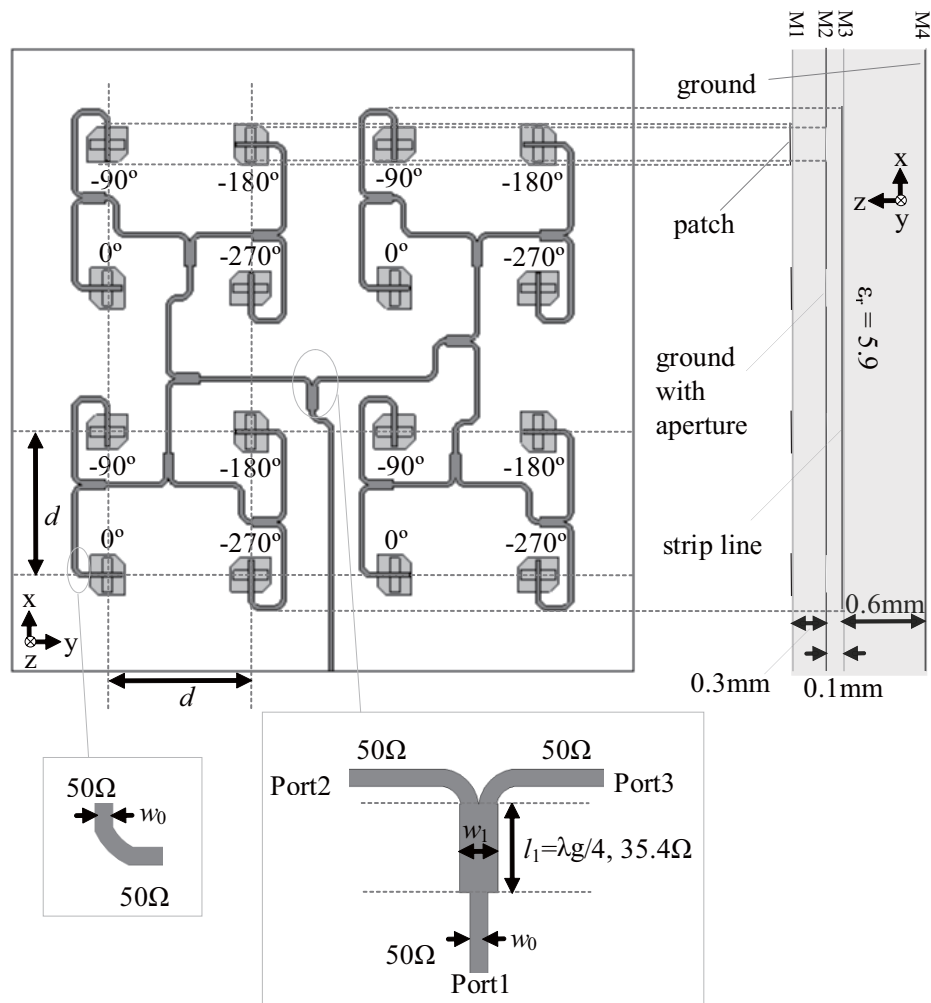 M1
M2
M3
M4
ground
-90º
-180º
-90º
-180º
x
z
y
patch
0º
-270º
0º
-270º
εr = 5.9
ground
with
aperture
-90º
-180º
-90º
-180º
d
strip line
0º
-270º
0º
-270º
x
y
z
0.6mm
d
0.3mm
0.1mm
50Ω
w0
50Ω
50Ω
50Ω
Port2
Port3
w1
l1=λg/4, 35.4Ω
50Ω
w0
Port1